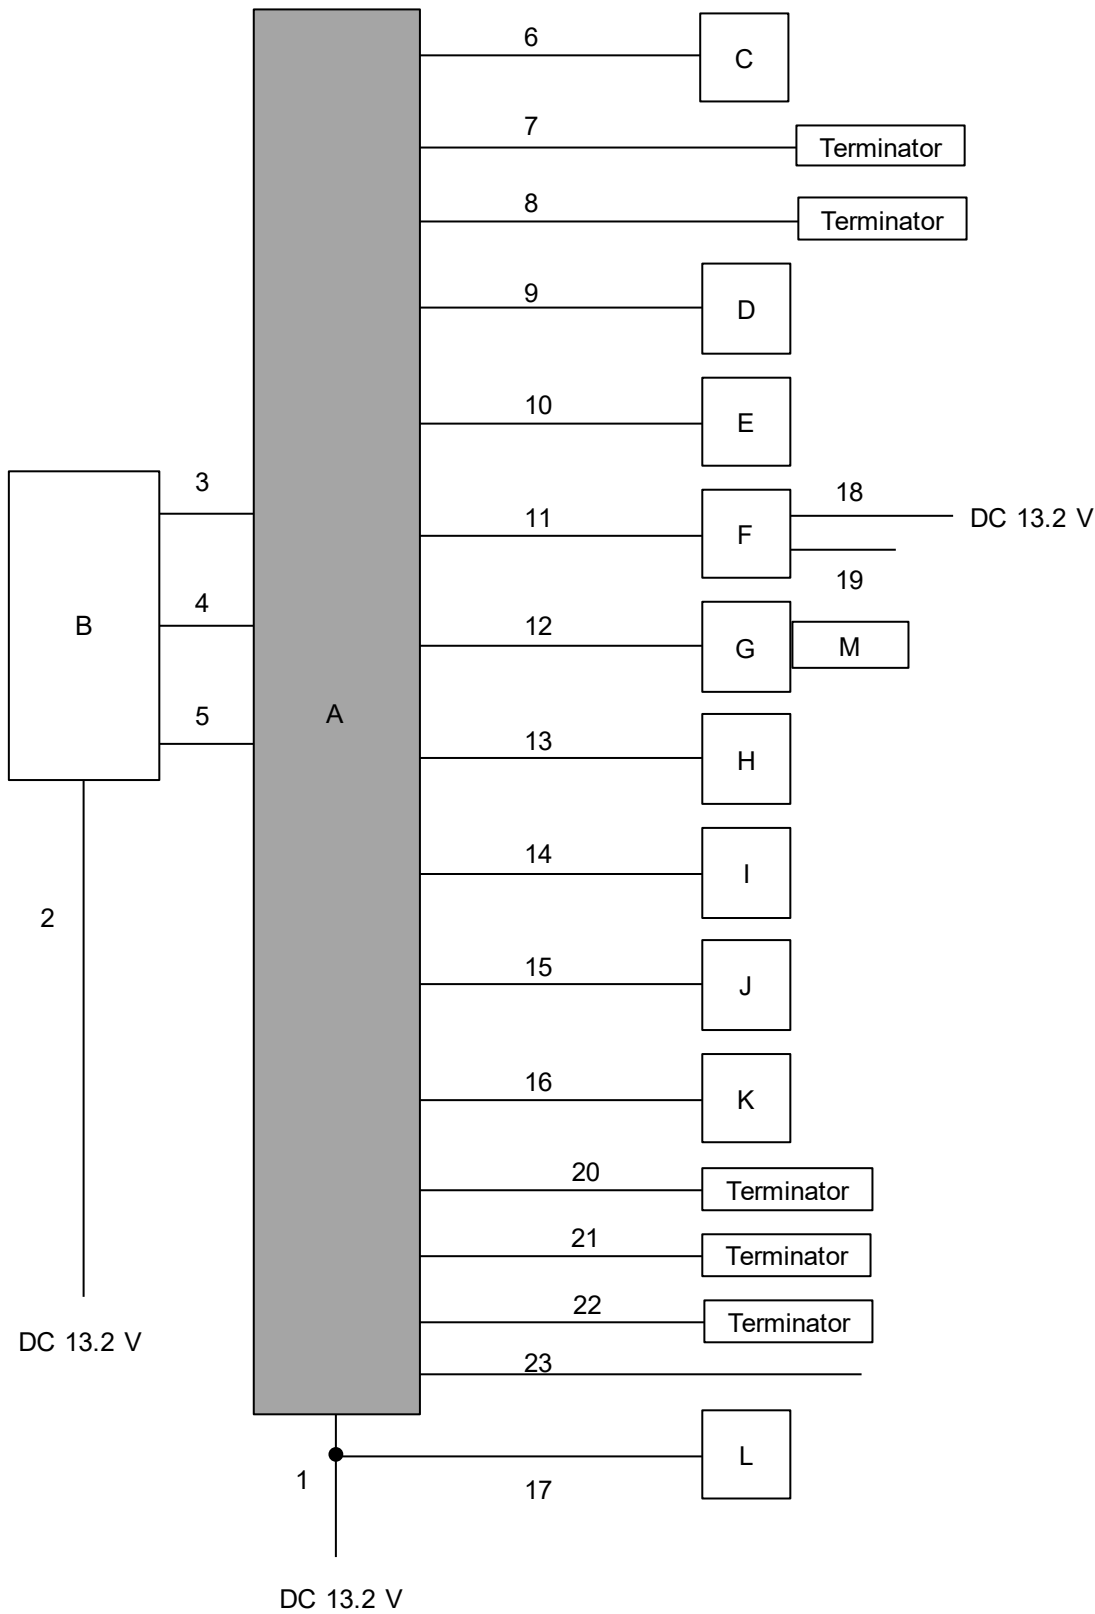 6
C
7
Terminator
8
Terminator
9
D
10
E
3
11
F
18
DC 13.2 V
19
B
4
12
G
M
5
A
13
H
14
I
2
15
J
16
K
20
Terminator
21
Terminator
22
Terminator
DC 13.2 V
23
1
17
L
DC 13.2 V